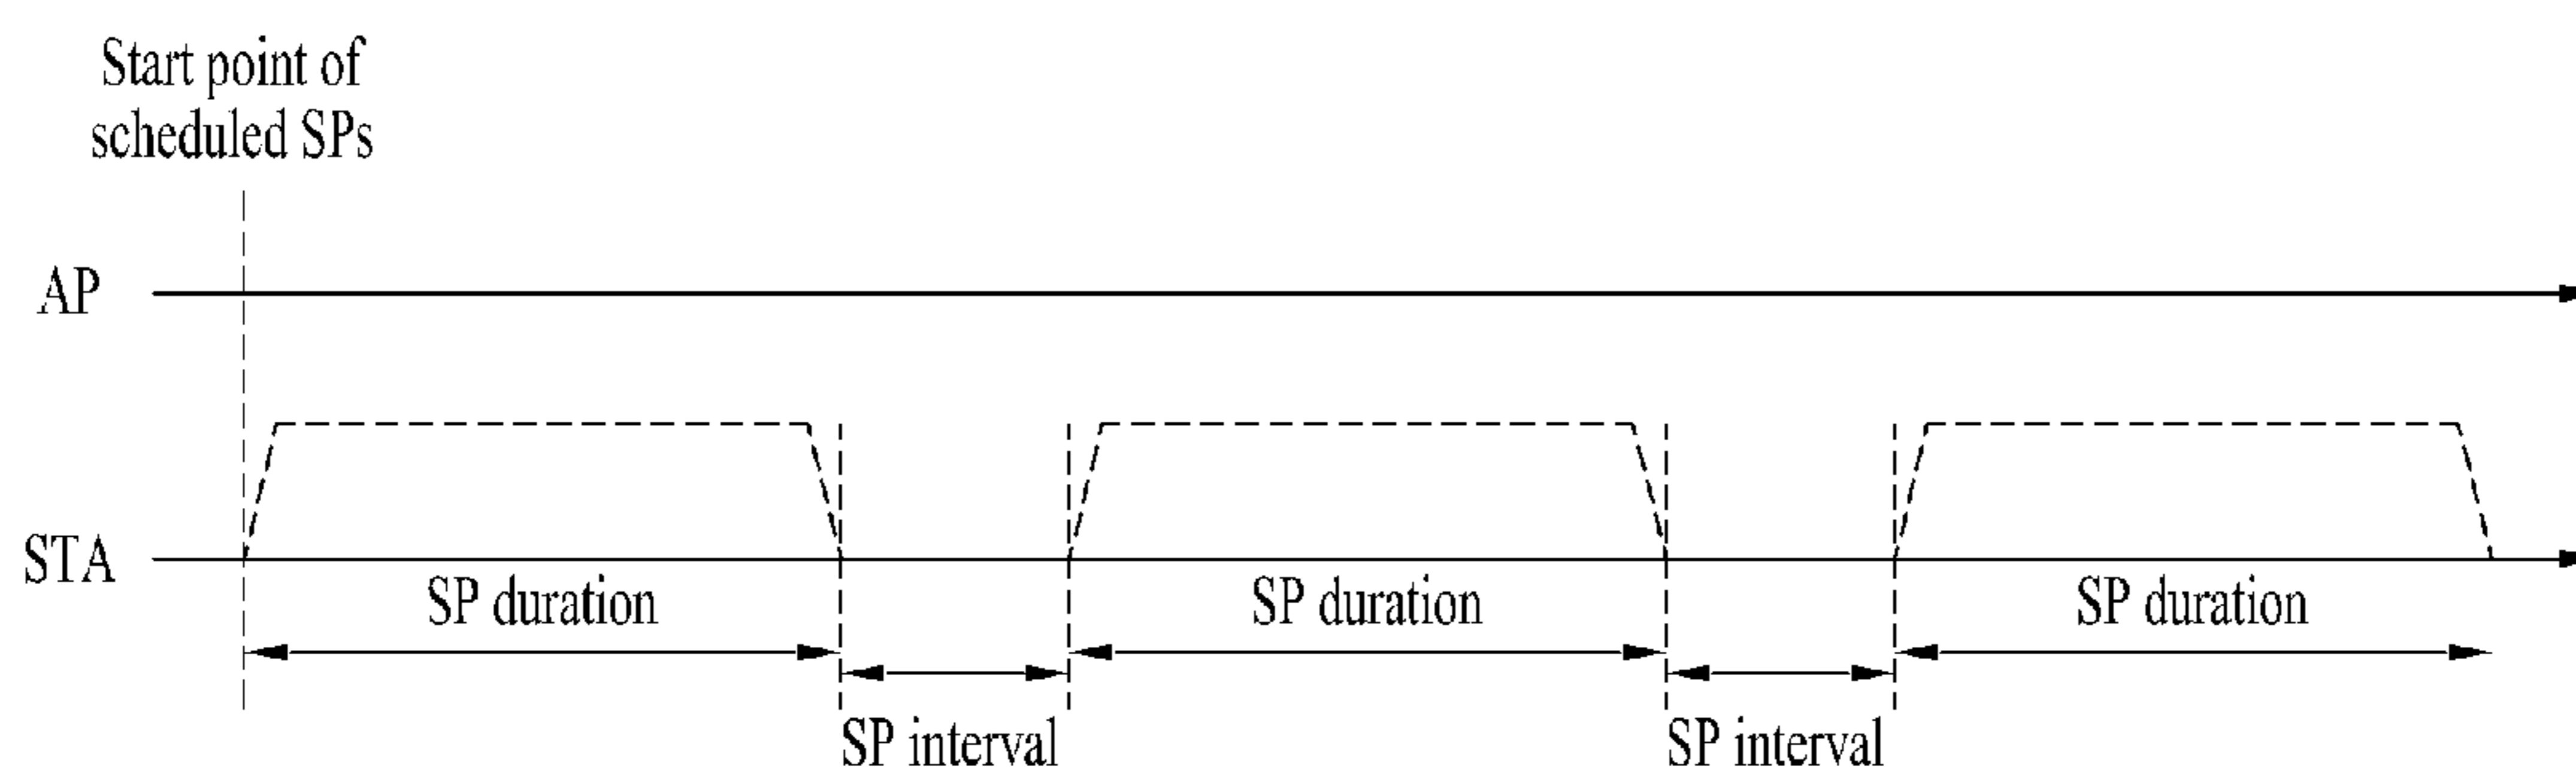 Start point of
scheduled SPs
AP
STA
SP duration
SP duration
SP duration
SP interval
SP interval